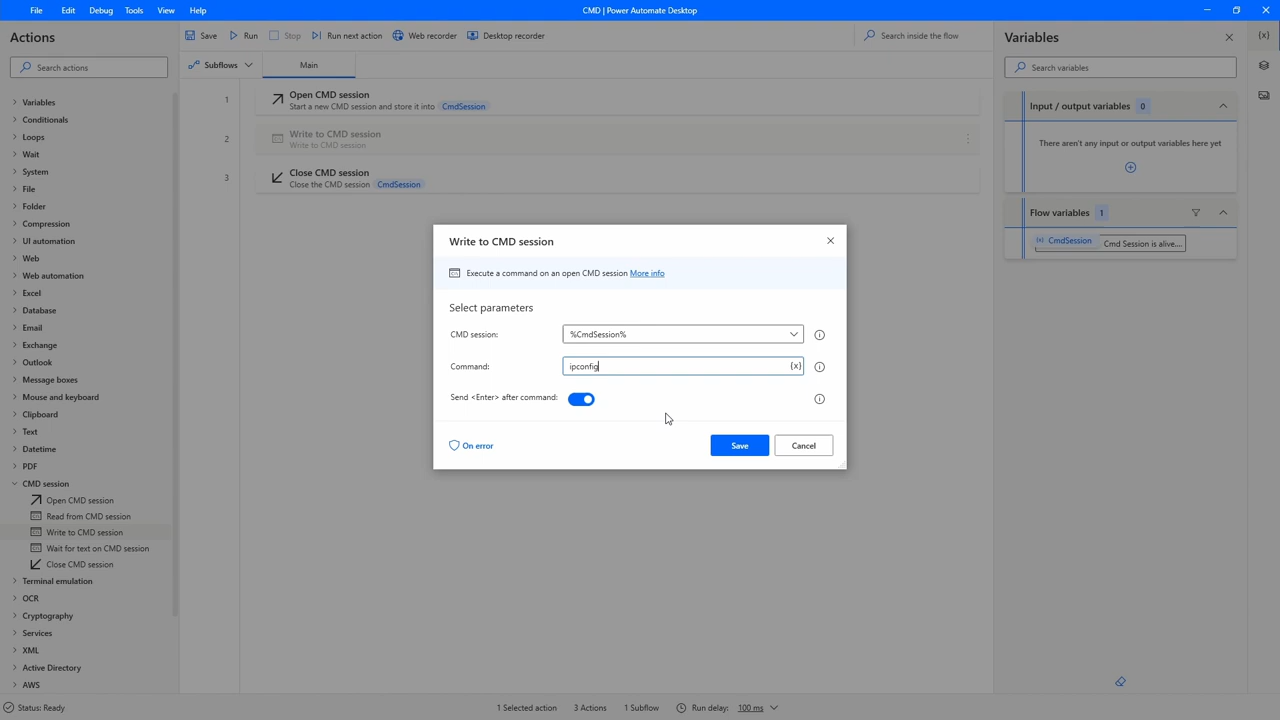 File Edit Debug Tools View Help
CMD | Power Automate Desktop
Actions
Search actions
Variables
Conditionals
Loops
Wait
System
File
Folder
Compression
UI automation
Web
Web automation
Excel
Database
Email
Exchange
Outlook
Message boxes
Mouse and keyboard
Clipboard
Text
Datetime
PDF
CMD session
Open CMD session
Read from CMD session
Write to CMD session
Wait for text on CMD session
Close CMD session
Terminal emulation
OCR
Cryptography
Services
XML
Active Directory
AWS
Save Run Stop Run next action Web recorder Desktop recorder
Search inside the flow
Subflows Main
1 Open CMD session
Start a new CMD session and store it into CmdSession
2 Write to CMD session
Write to CMD session
3 Close CMD session
Close the CMD session CmdSession
Write to CMD session
Execute a command on an open CMD session More info
Select parameters
CMD session: %CmdSession%
Command: ipconfig {x}
Send <Enter> after command:
On error
Save Cancel
Variables
{x}
Search variables
Input / output variables 0
There aren't any input or output variables here yet
Flow variables 1
(x) CmdSession Cmd Session is alive....
Status: Ready
1 Selected action 3 Actions 1 Subflow Run delay: 100 ms